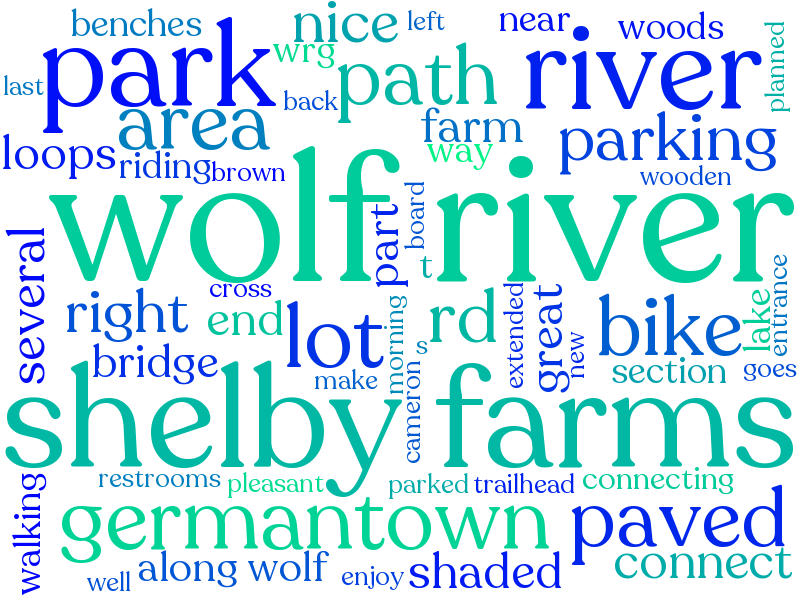 benches
nice
left
near
woods
planned
park
wrg
path
river
last
back
area
farm
parking
loops
riding
brown
way
wooden
wolf river
board
part
t
several
cross
right
end
lot
morning
s
rd
extended
great
new
bike
lake
entrance
bridge
make
cameron
section
goes
shelby farms
restrooms
pleasant
parked
trailhead
connecting
walking
germantown
paved
well
along wolf
enjoy
shaded
connect